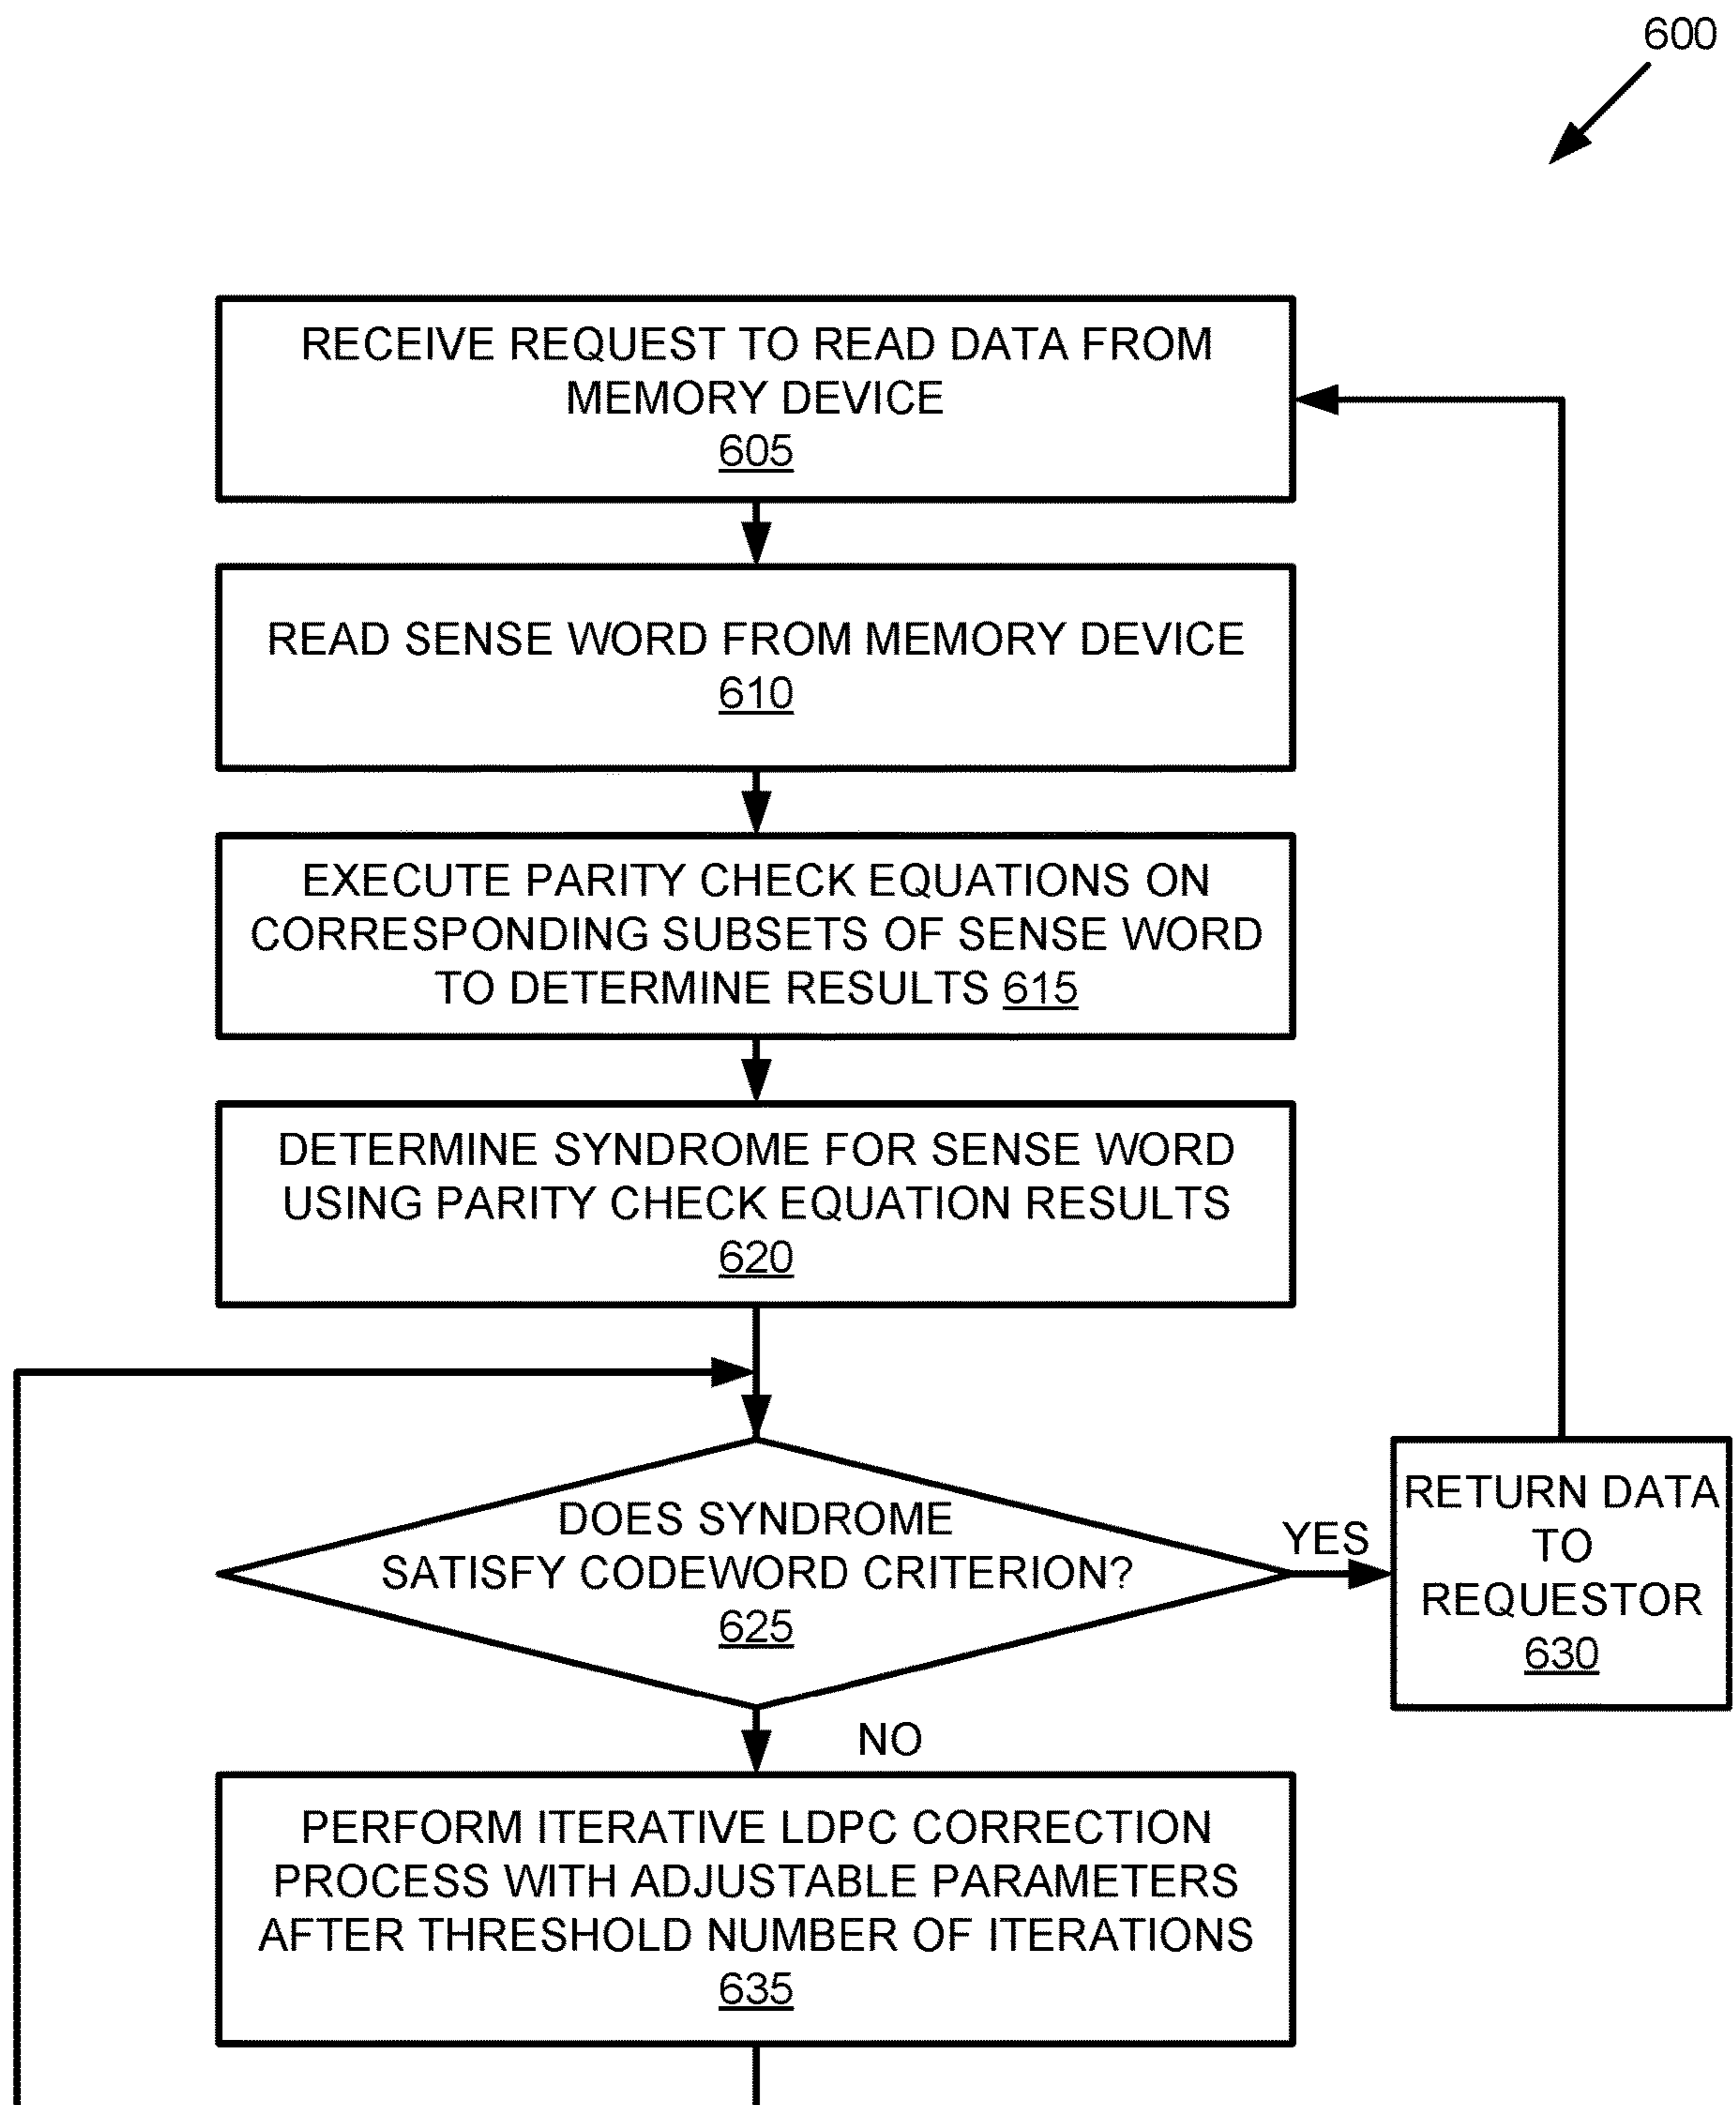 600
RECEIVE REQUEST TO READ DATA FROM
MEMORY DEVICE
605
READ SENSE WORD FROM MEMORY DEVICE
610
EXECUTE PARITY CHECK EQUATIONS ON
CORRESPONDING SUBSETS OF SENSE WORD
TO DETERMINE RESULTS 615
DETERMINE SYNDROME FOR SENSE WORD
USING PARITY CHECK EQUATION RESULTS
620
DOES SYNDROME
SATISFY CODEWORD CRITERION?
625
YES
RETURN DATA
TO
REQUESTOR
630
NO
PERFORM ITERATIVE LDPC CORRECTION
PROCESS WITH ADJUSTABLE PARAMETERS
AFTER THRESHOLD NUMBER OF ITERATIONS
635